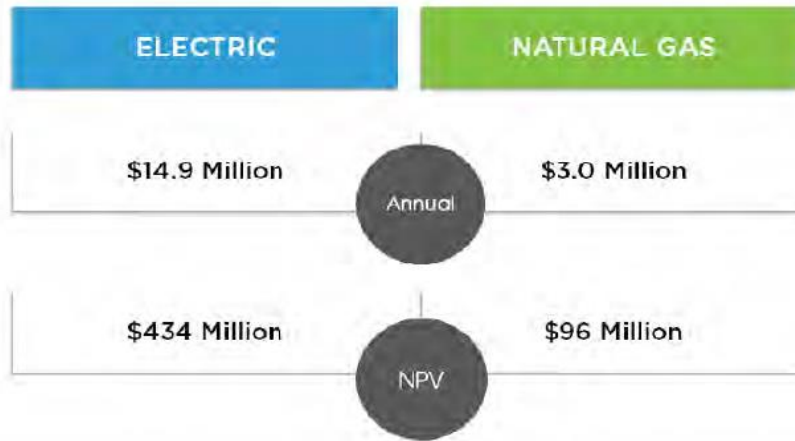 ELECTRIC NATURAL GAS
$14.9 Million Annual $3.0 Million
$434 Million NPV $96 Million